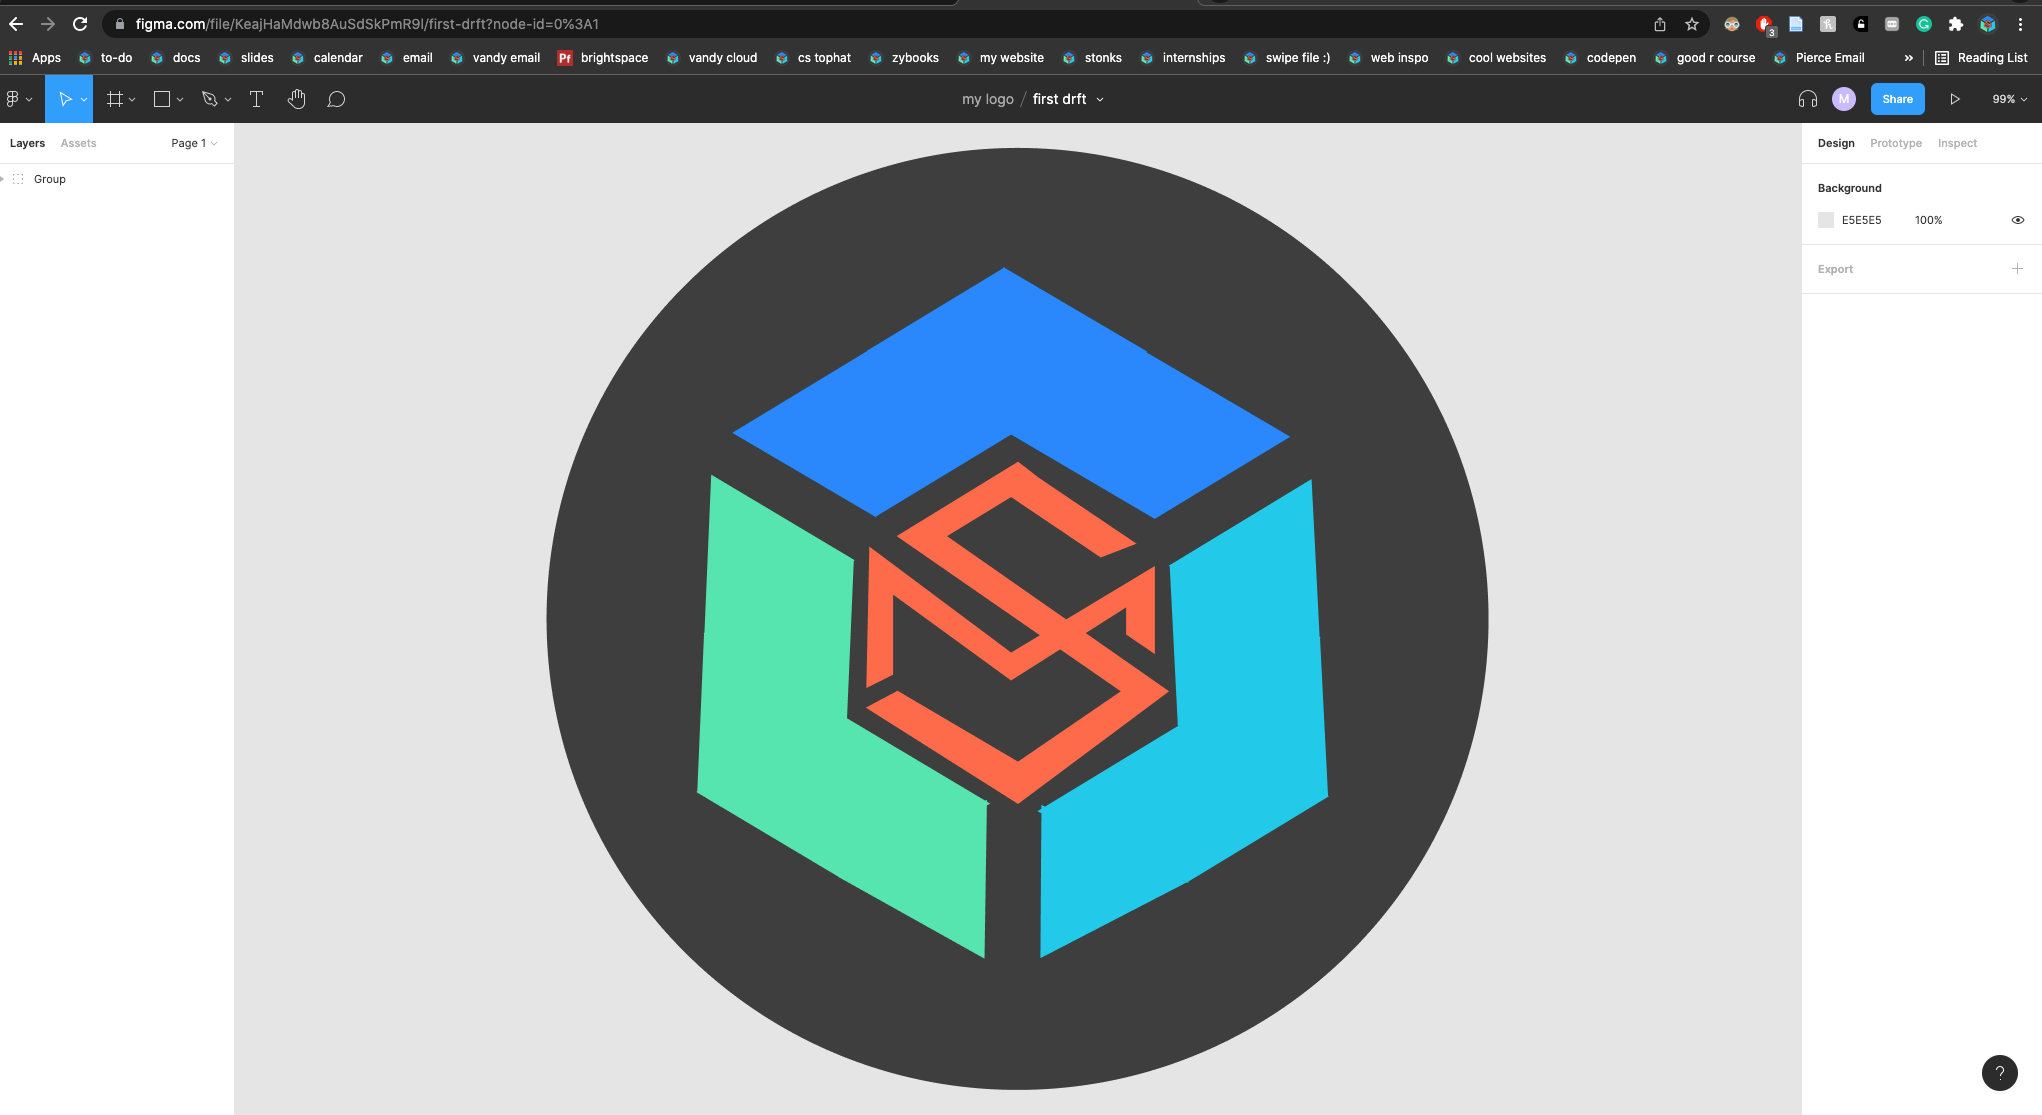 figma.com/file/KeajHaMdwb8AuSdSkPmR9l/first-drft?node-id=0%3A1
3
Apps to-do docs slides calendar email vandy email Pf brightspace vandy cloud cs tophat zybooks my website stonks internships swipe file :) web inspo cool websites codepen good r course Pierce Email » Reading List
my logo / first drft M Share 99%
Layers Assets Page 1 Design Prototype Inspect
Group
Background
E5E5E5 100%
Export
MS
?